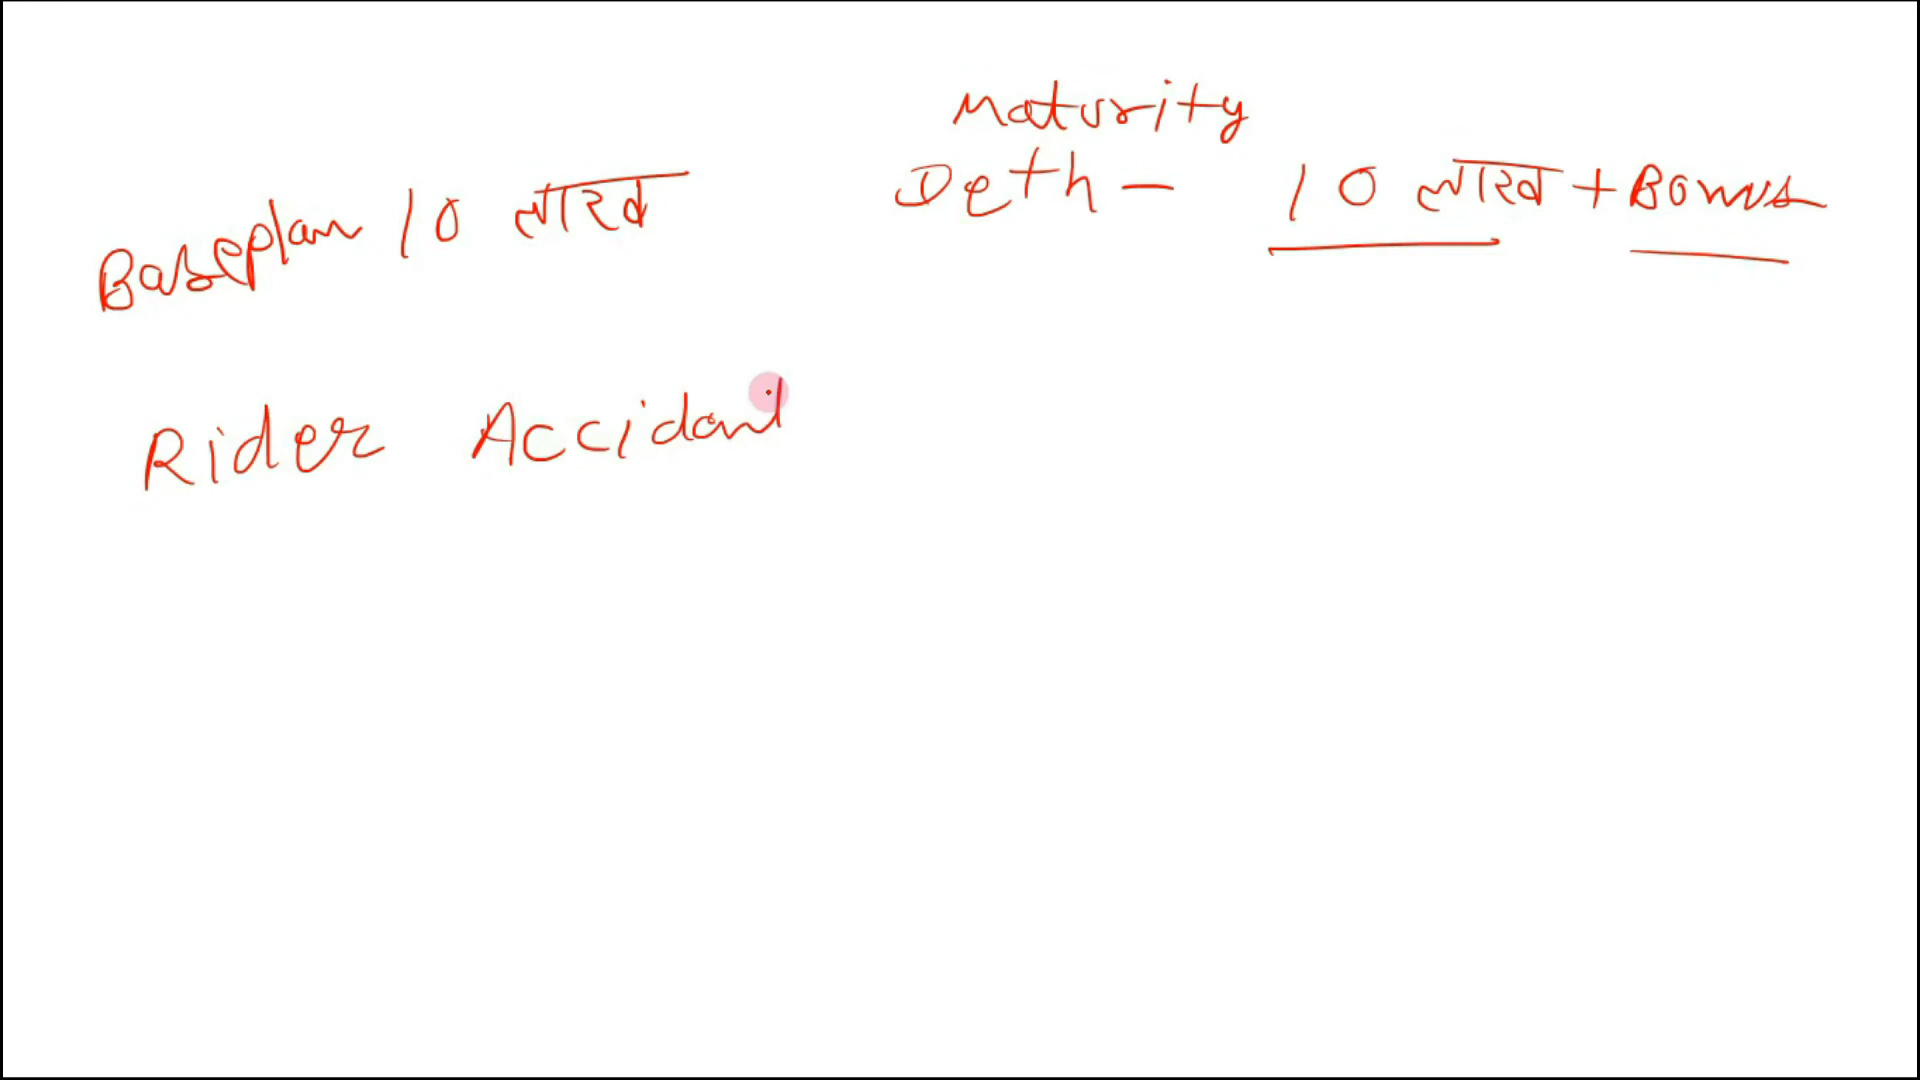 Maturity
Baseplan 10 लाख
Deth - 10 लाख + Bonus
Rider Accidant